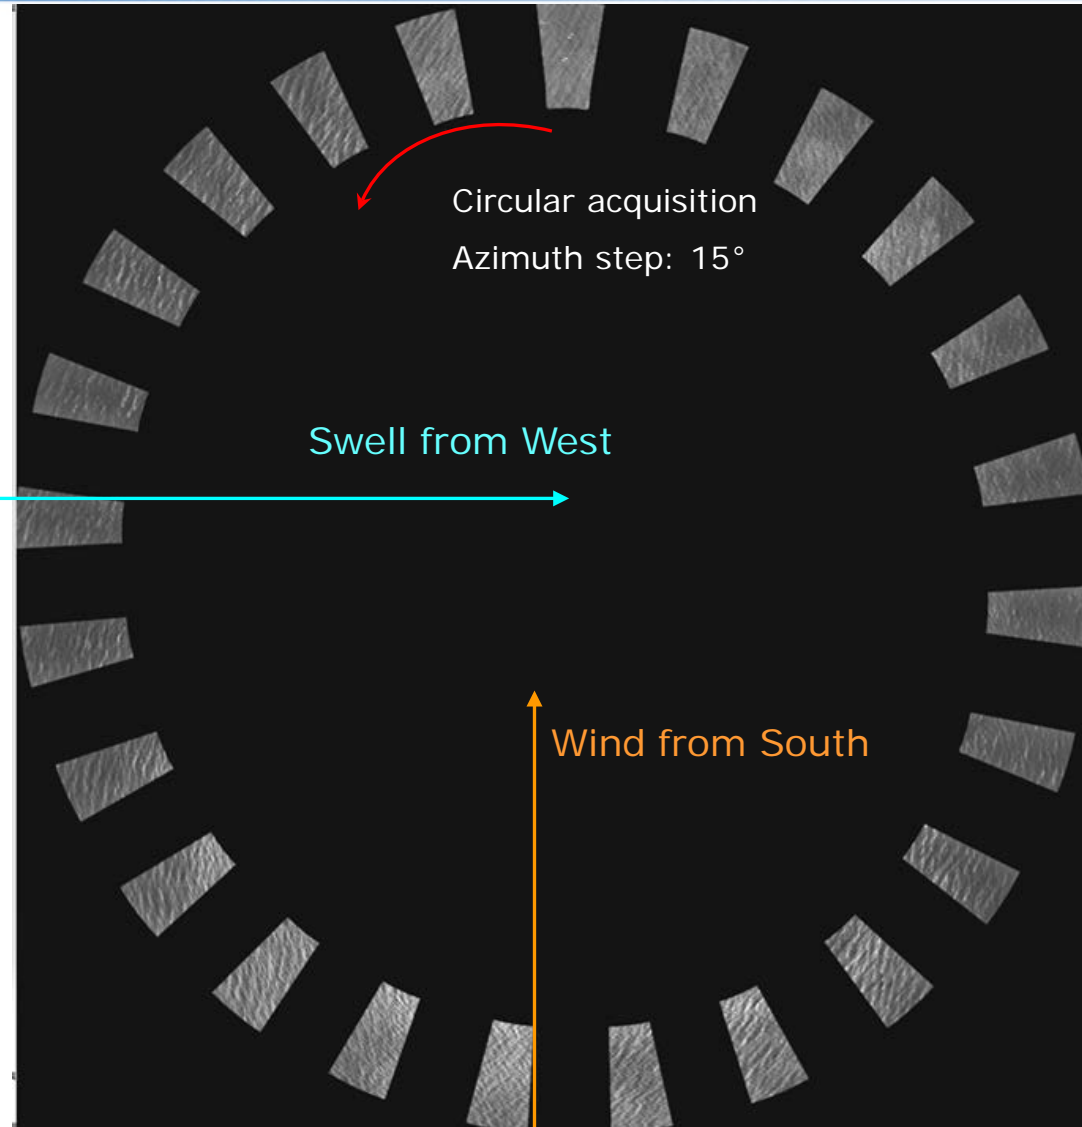 Circular acquisition
Azimuth step: 15°
Swell from West
Wind from South